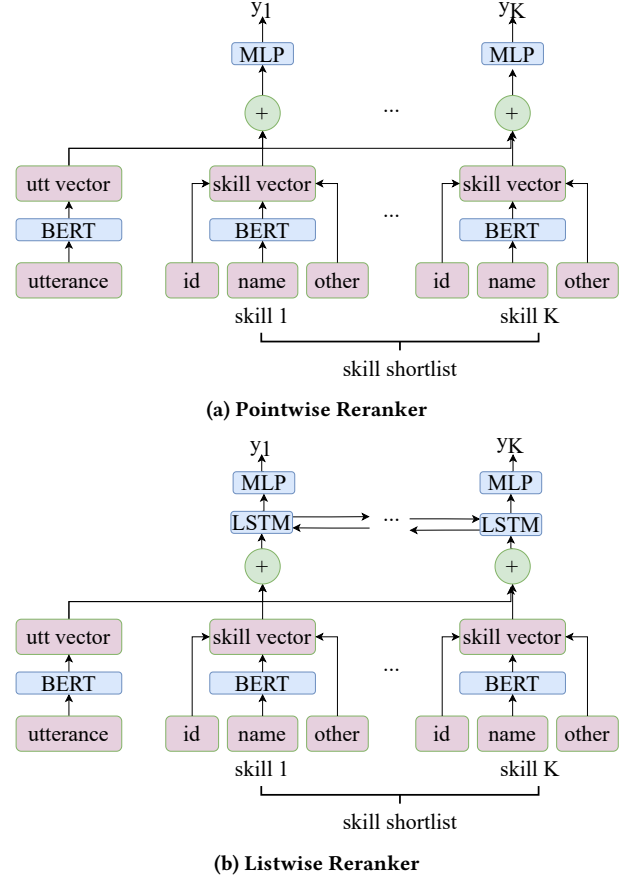 y1 yK
MLP MLP
+ ... +
utt vector skill vector skill vector
...
BERT BERT BERT
utterance id name other id name other
skill 1 skill K
skill shortlist
(a) Pointwise Reranker
y1 yK
MLP MLP
LSTM ... LSTM
+ +
utt vector skill vector skill vector
...
BERT BERT BERT
utterance id name other id name other
skill 1 skill K
skill shortlist
(b) Listwise Reranker